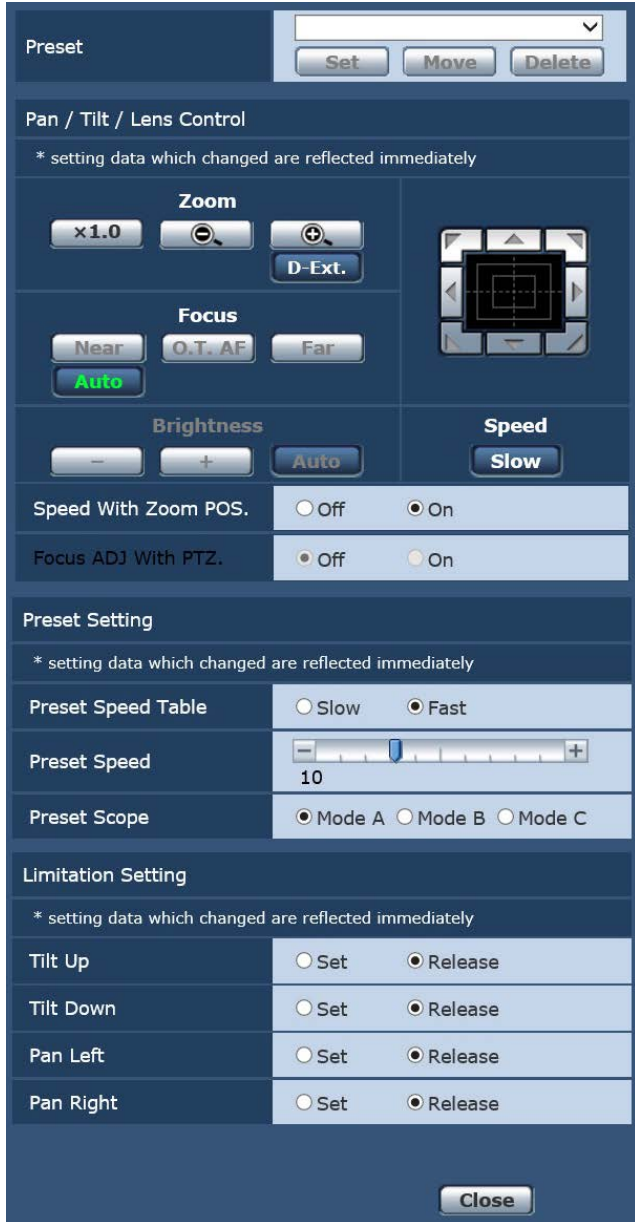 Preset
Set Move Delete
Pan / Tilt / Lens Control
* setting data which changed are reflected immediately
Zoom
×1.0
D-Ext.
Focus
Near O.T. AF Far
Auto
Brightness
− + Auto
Speed
Slow
Speed With Zoom POS. Off On
Focus ADJ With PTZ. Off On
Preset Setting
* setting data which changed are reflected immediately
Preset Speed Table Slow Fast
Preset Speed − +
10
Preset Scope Mode A Mode B Mode C
Limitation Setting
* setting data which changed are reflected immediately
Tilt Up Set Release
Tilt Down Set Release
Pan Left Set Release
Pan Right Set Release
Close